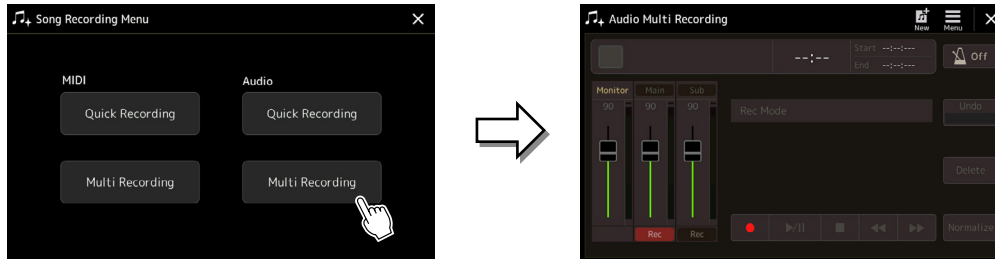 Song Recording Menu
MIDI
Audio
Quick Recording
Quick Recording
Multi Recording
Multi Recording
Audio Multi Recording
New
Menu
--:--
Start --:--:---
End --:--:---
Off
Monitor
Main
Sub
90
90
90
Rec Mode
Undo
Delete
Rec
Rec
Normalize